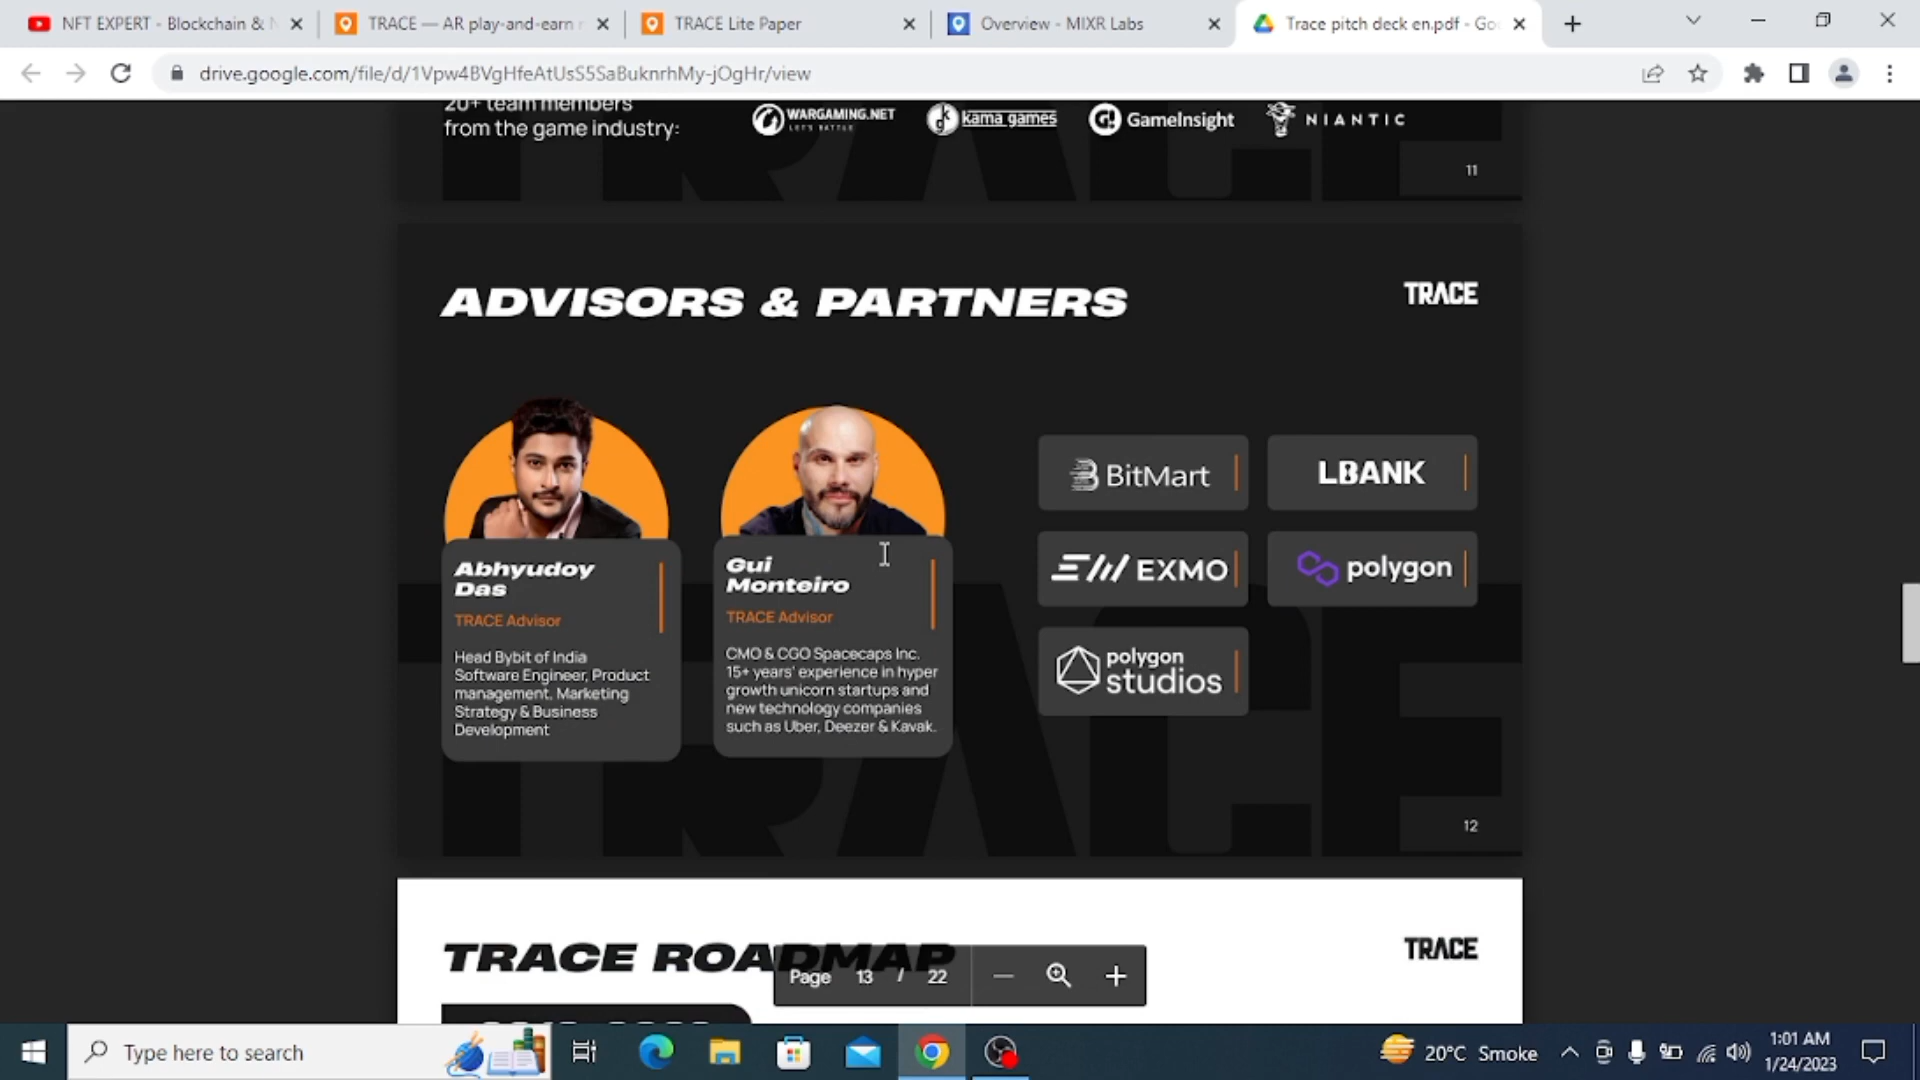 NFT EXPERT - Blockchain & N
TRACE — AR play-and-earn
TRACE Lite Paper
Overview - MIXR Labs
Trace pitch deck en.pdf - Go
drive.google.com/file/d/1Vpw4BVgHfeAtUsS5SaBuknrhMy-jOgHr/view
20+ team members
from the game industry:
WARGAMING.NET
LET'S BATTLE
kama games
GameInsight
NIANTIC
11
ADVISORS & PARTNERS
TRACE
Abhyudoy
Das
TRACE Advisor
Head Bybit of India
Software Engineer, Product
management, Marketing
Strategy & Business
Development
Gui
Monteiro
TRACE Advisor
CMO & CGO Spacecaps Inc.
15+ years' experience in hyper
growth unicorn startups and
new technology companies
such as Uber, Deezer & Kavak.
BitMart
LBANK
EXMO
polygon
polygon
studios
12
TRACE ROADMAP
TRACE
Page 13 / 22
Type here to search
20°C Smoke
1:01 AM
1/24/2023